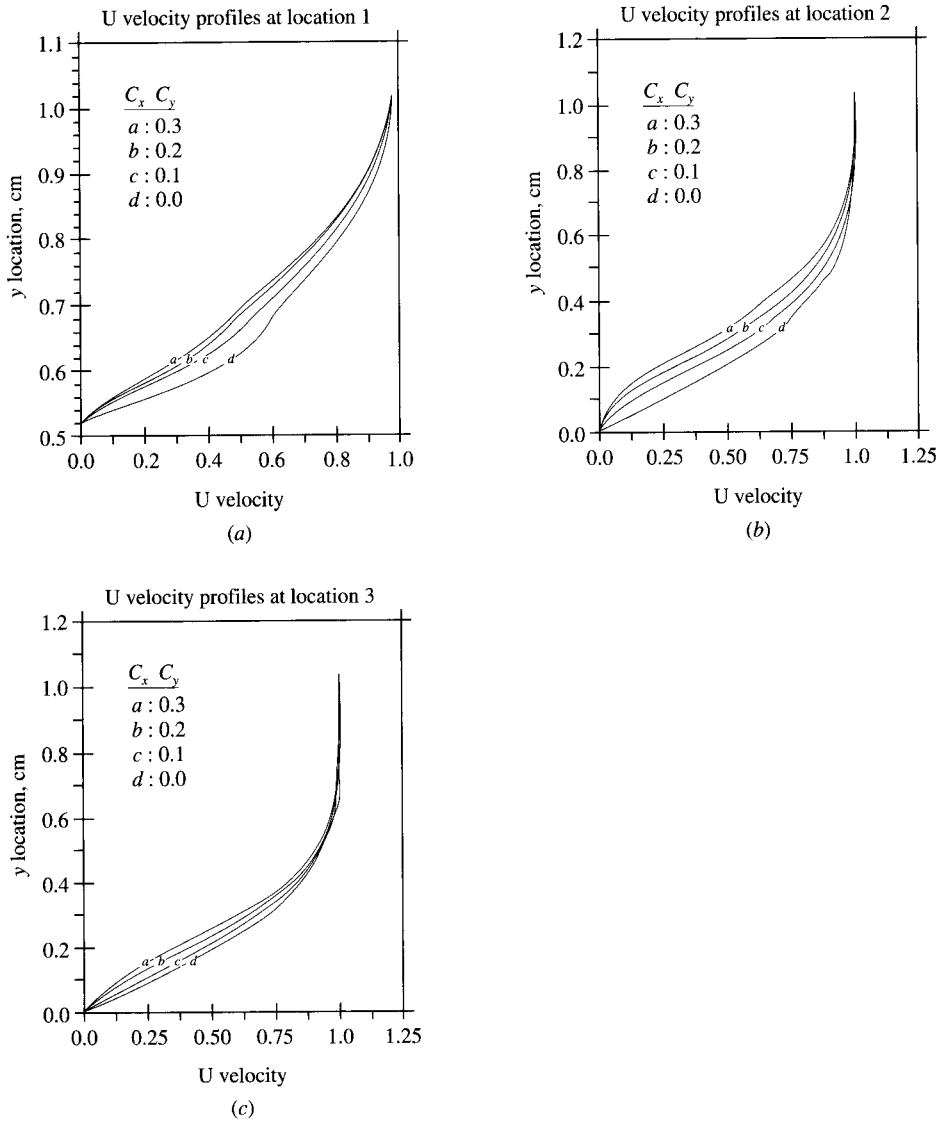 U velocity profiles at location 1
1.1
1.0
0.9
0.8
0.7
0.6
0.5
y location, cm
C_x C_y
a : 0.3
b : 0.2
c : 0.1
d : 0.0
a b c d
0.0 0.2 0.4 0.6 0.8 1.0
U velocity
(a)
U velocity profiles at location 2
1.2
1.0
0.8
0.6
0.4
0.2
0.0
y location, cm
C_x C_y
a : 0.3
b : 0.2
c : 0.1
d : 0.0
a b c d
0.0 0.25 0.50 0.75 1.0 1.25
U velocity
(b)
U velocity profiles at location 3
1.2
1.0
0.8
0.6
0.4
0.2
0.0
y location, cm
C_x C_y
a : 0.3
b : 0.2
c : 0.1
d : 0.0
a b c d
0.0 0.25 0.50 0.75 1.0 1.25
U velocity
(c)